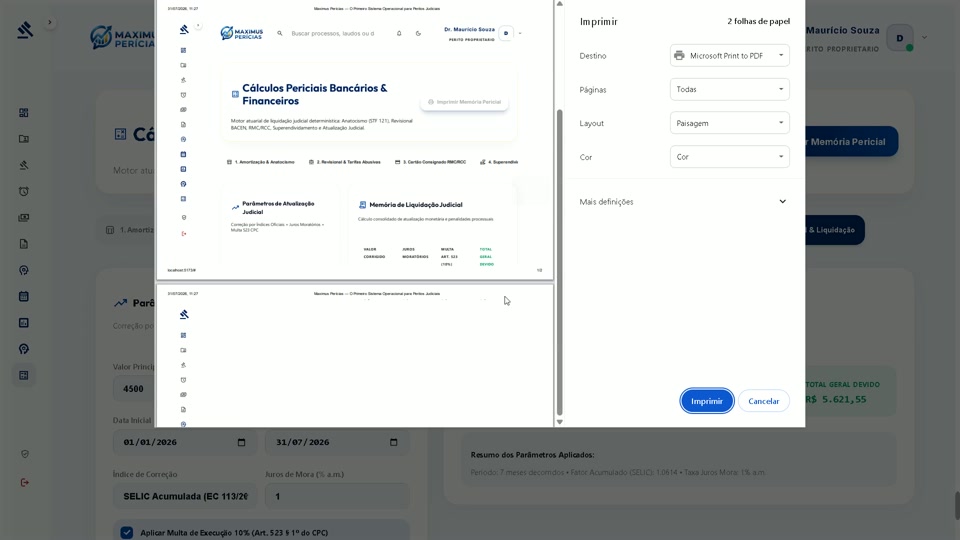 31/07/2026, 11:27
Maximus Perícias — O Primeiro Sistema Operacional para Peritos Judiciais
MAXIMUS
PERÍCIAS
Buscar processos, laudos ou d
Dr. Maurício Souza
PERITO PROPRIETÁRIO
D
Cálculos Periciais Bancários &
Financeiros
Imprimir Memória Pericial
Motor atuarial de liquidação judicial determinística: Anatocismo (STF 121), Revisional
BACEN, RMC/RCC, Superendividamento e Atualização Judicial.
1. Amortização & Anatocismo
2. Revisional & Tarifas Abusivas
3. Cartão Consignado RMC/RCC
4. Superendivi
Parâmetros de Atualização
Judicial
Correção por Índices Oficiais + Juros Moratórios +
Multa 523 CPC
Memória de Liquidação Judicial
Cálculo consolidado de atualização monetária e penalidades processuais
VALOR
CORRIGIDO
JUROS
MORATÓRIOS
MULTA
ART. 523
(10%)
TOTAL
GERAL
DEVIDO
localhost:5173/#
1/2
31/07/2026, 11:27
Maximus Perícias — O Primeiro Sistema Operacional para Peritos Judiciais
Imprimir
2 folhas de papel
Destino
Microsoft Print to PDF
Páginas
Todas
Layout
Paisagem
Cor
Cor
Mais definições
Imprimir
Cancelar
MAXIMUS
PERÍCIAS
Maurício Souza
PERITO PROPRIETÁRIO
D
Cá
Motor atua
r Memória Pericial
1. Amortiz
l & Liquidação
Parâ
Correção po
Valor Princip
4500
Data Inicial
01/01/2026
31/07/2026
Índice de Correção
Juros de Mora (% a.m.)
SELIC Acumulada (EC 113/20
1
Aplicar Multa de Execução 10% (Art. 523 § 1º do CPC)
TOTAL GERAL DEVIDO
R$ 5.621,55
Resumo dos Parâmetros Aplicados:
Período: 7 meses decorridos • Fator Acumulado (SELIC): 1.0614 • Taxa Juros Mora: 1% a.m.